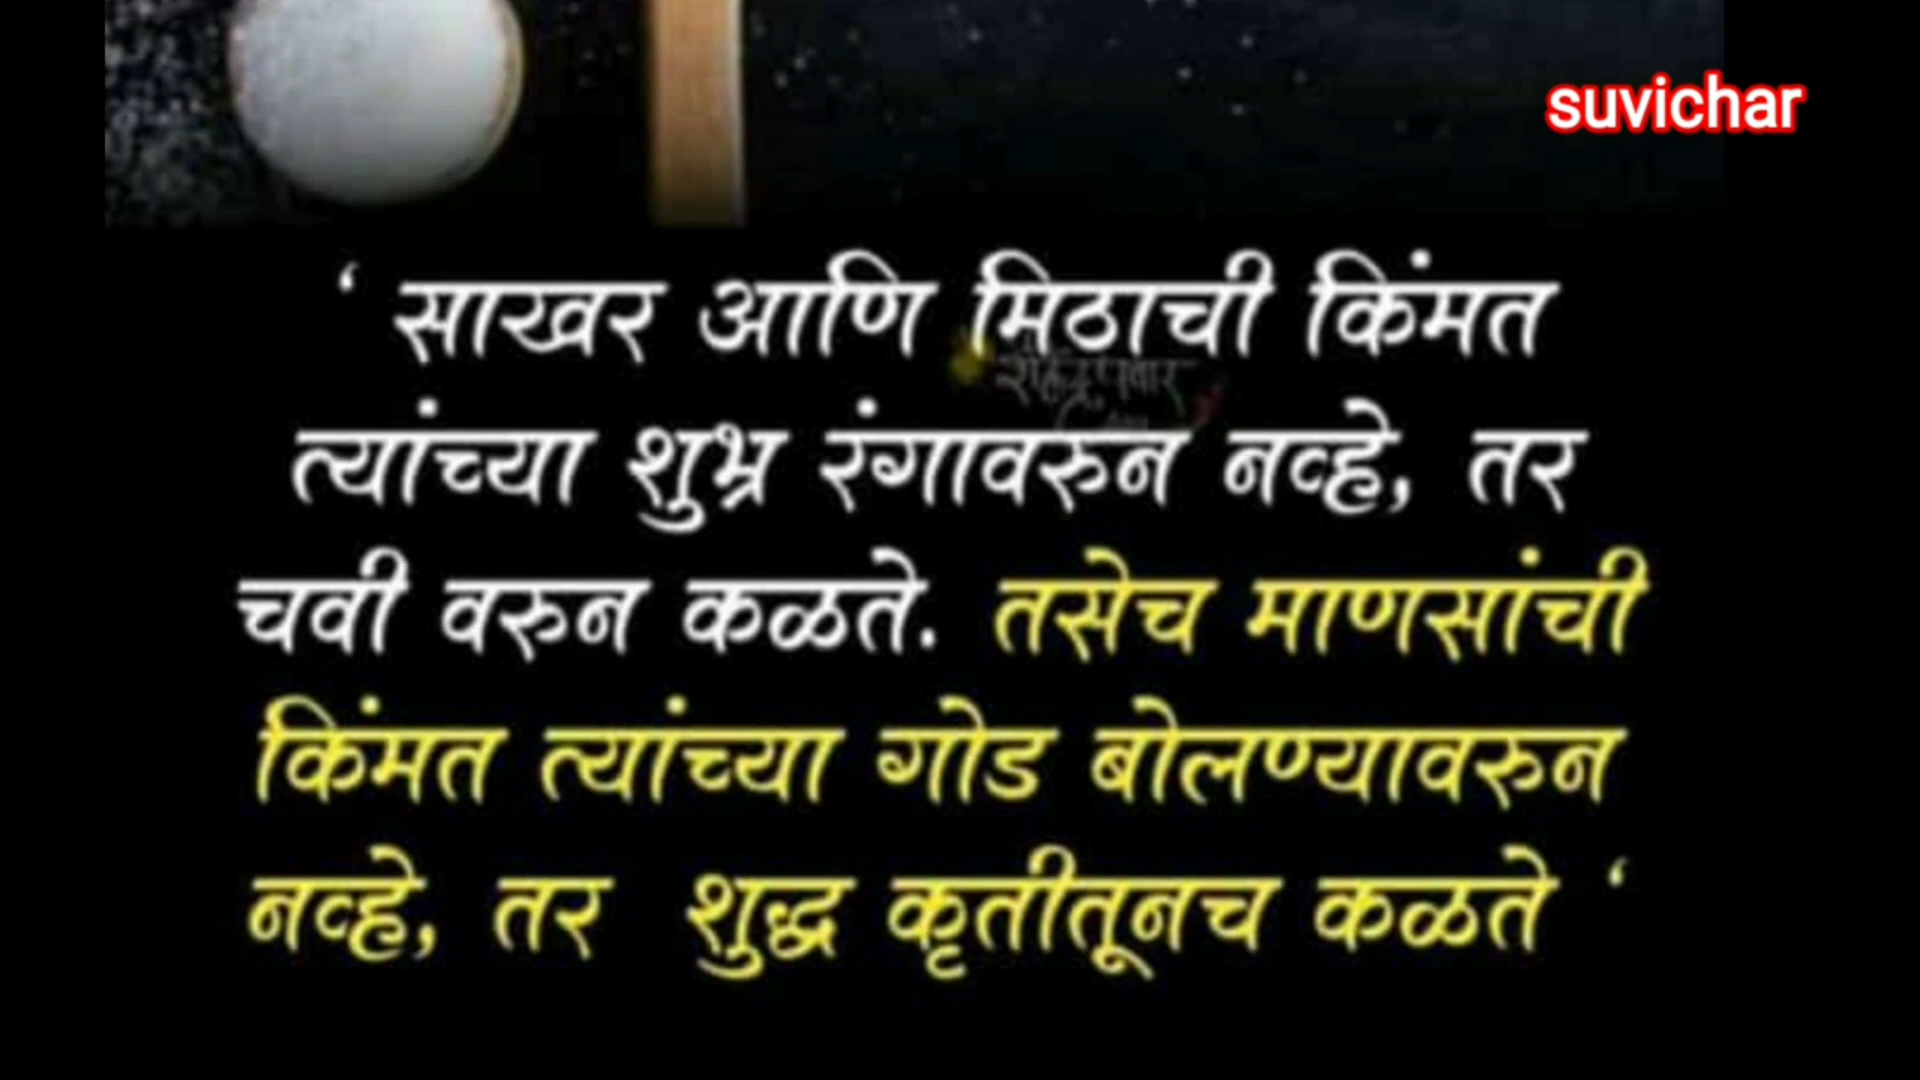 suvichar
‘ साखर आणि मिठाची किंमत
त्यांच्या शुभ्र रंगावरुन नव्हे, तर
चवी वरुन कळते. तसेच माणसांची
किंमत त्यांच्या गोड बोलण्यावरुन
नव्हे, तर शुद्ध कृतीतूनच कळते ‘